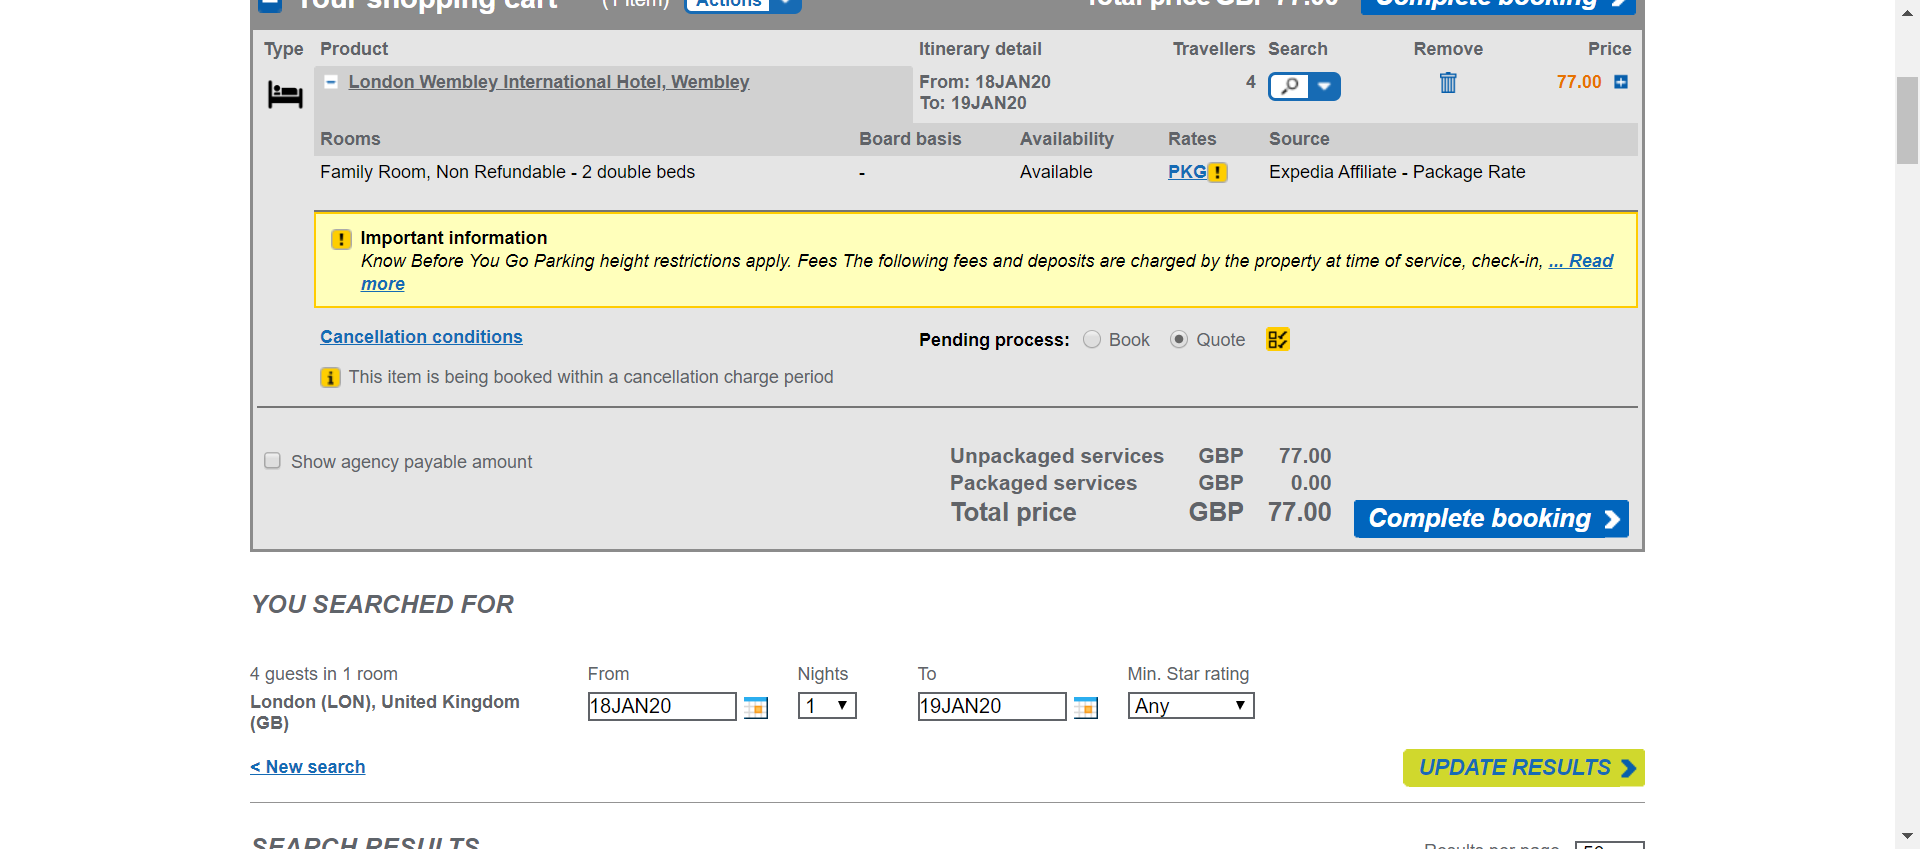 Your shopping cart (1 item) Actions Total price GBP 77.00 Complete booking
Type Product Itinerary detail Travellers Search Remove Price
London Wembley International Hotel, Wembley From: 18JAN20 4 77.00
To: 19JAN20
Rooms Board basis Availability Rates Source
Family Room, Non Refundable - 2 double beds - Available PKG Expedia Affiliate - Package Rate
Important information
Know Before You Go Parking height restrictions apply. Fees The following fees and deposits are charged by the property at time of service, check-in, ... Read
more
Cancellation conditions Pending process: Book Quote
This item is being booked within a cancellation charge period
Show agency payable amount
Unpackaged services GBP 77.00
Packaged services GBP 0.00
Total price GBP 77.00 Complete booking
YOU SEARCHED FOR
4 guests in 1 room From Nights To Min. Star rating
London (LON), United Kingdom 18JAN20 1 19JAN20 Any
(GB)
< New search UPDATE RESULTS
SEARCH RESULTS Results per page 50